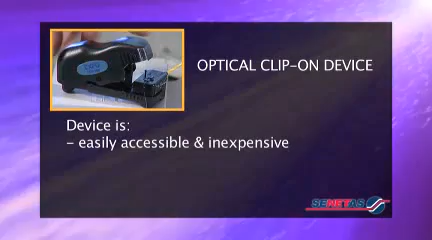 OPTICAL CLIP-ON DEVICE
Device is:
- easily accessible & inexpensive
SENETAS